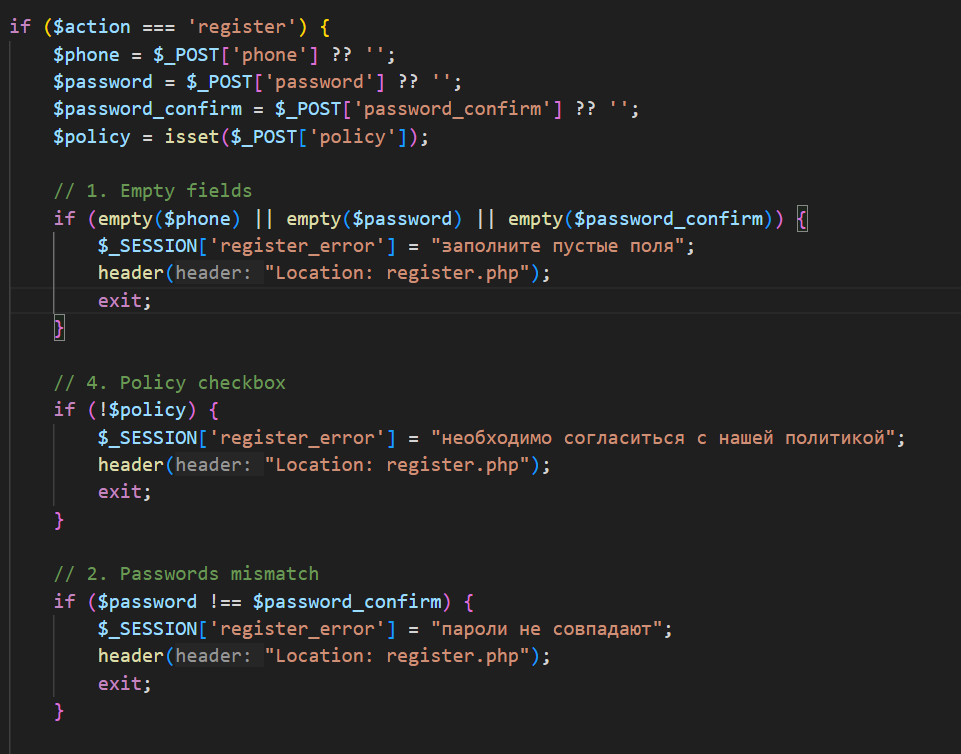 if ($action === 'register') {
    $phone = $_POST['phone'] ?? '';
    $password = $_POST['password'] ?? '';
    $password_confirm = $_POST['password_confirm'] ?? '';
    $policy = isset($_POST['policy']);

    // 1. Empty fields
    if (empty($phone) || empty($password) || empty($password_confirm)) {
        $_SESSION['register_error'] = "заполните пустые поля";
        header(header: "Location: register.php");
        exit;
    }

    // 4. Policy checkbox
    if (!$policy) {
        $_SESSION['register_error'] = "необходимо согласиться с нашей политикой";
        header(header: "Location: register.php");
        exit;
    }

    // 2. Passwords mismatch
    if ($password !== $password_confirm) {
        $_SESSION['register_error'] = "пароли не совпадают";
        header(header: "Location: register.php");
        exit;
    }